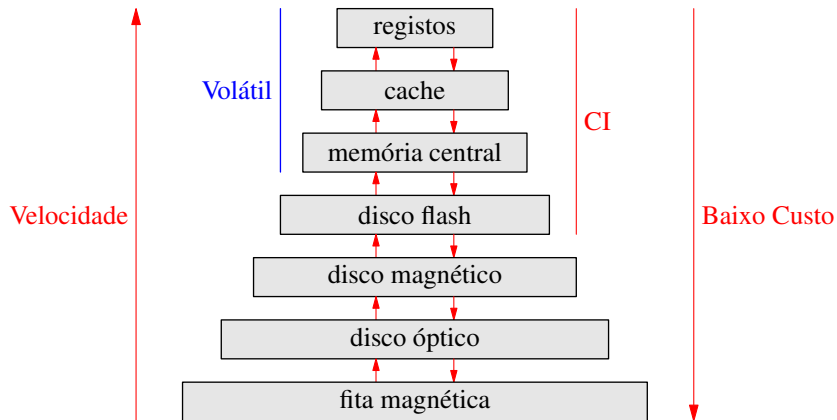 registos
Volátil
cache
CI
memória central
Velocidade
disco flash
Baixo Custo
disco magnético
disco óptico
fita magnética